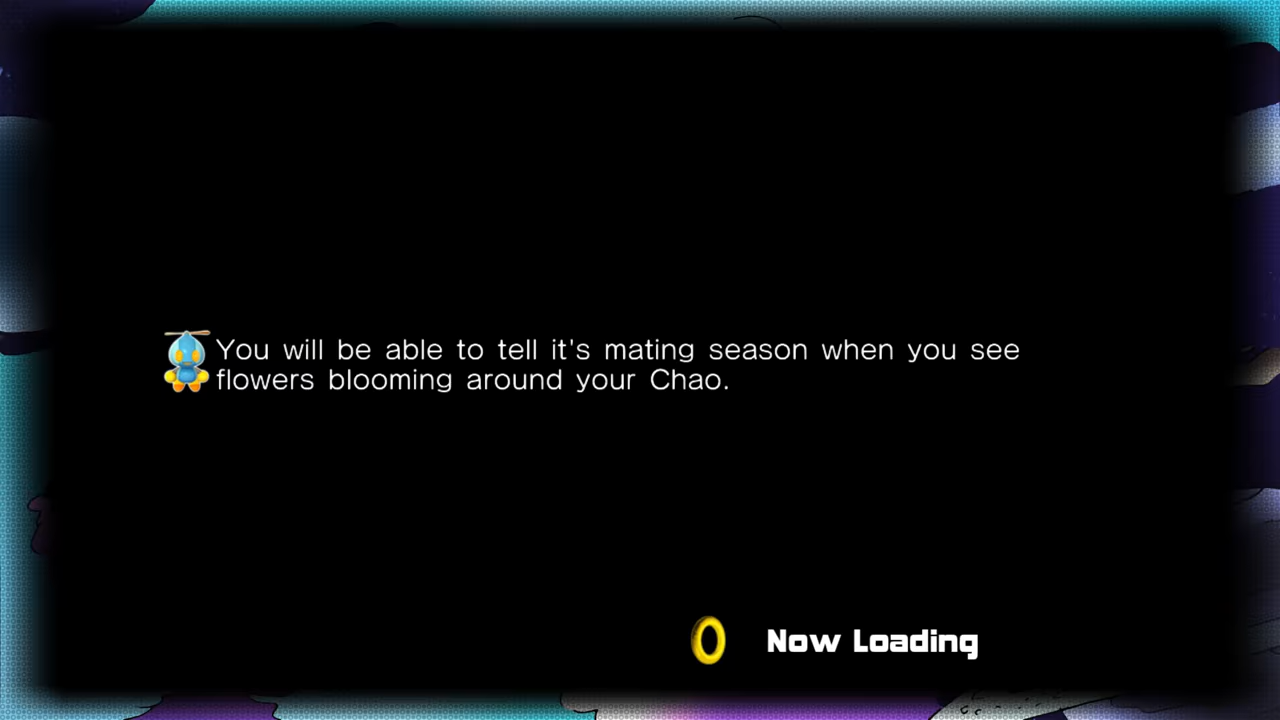 You will be able to tell it's mating season when you see
flowers blooming around your Chao.
Now Loading